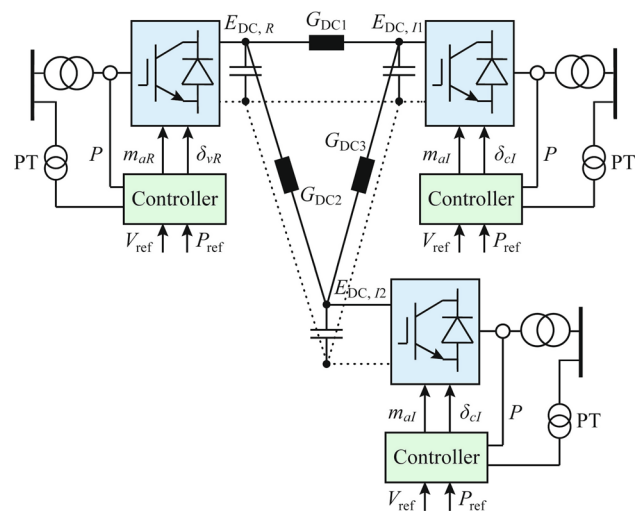 E_DC, R
G_DC1
E_DC, I1
PT
P
m_aR
δ_vR
G_DC2
G_DC3
m_aI
δ_cI
P
PT
Controller
Controller
V_ref
P_ref
V_ref
P_ref
E_DC, I2
m_aI
δ_cI
P
PT
Controller
V_ref
P_ref